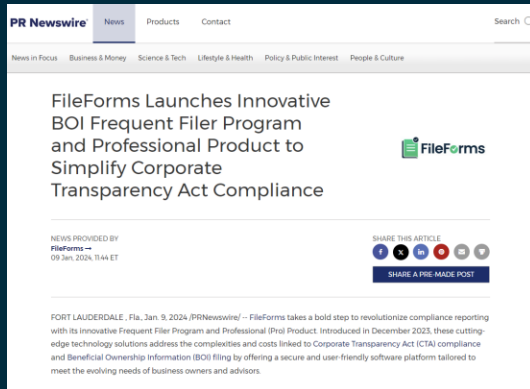 PR Newswire® News Products Contact Search
News in Focus Business & Money Science & Tech Lifestyle & Health Policy & Public Interest People & Culture
FileForms Launches Innovative
BOI Frequent Filer Program
and Professional Product to
Simplify Corporate
Transparency Act Compliance
FileForms
NEWS PROVIDED BY
FileForms →
09 Jan, 2024, 11:44 ET
SHARE THIS ARTICLE
SHARE A PRE-MADE POST
FORT LAUDERDALE , Fla., Jan. 9, 2024 /PRNewswire/ -- FileForms takes a bold step to revolutionize compliance reporting
with its innovative Frequent Filer Program and Professional (Pro) Product. Introduced in December 2023, these cutting-
edge technology solutions address the complexities and costs linked to Corporate Transparency Act (CTA) compliance
and Beneficial Ownership Information (BOI) filing by offering a secure and user-friendly software platform tailored to
meet the evolving needs of business owners and advisors.